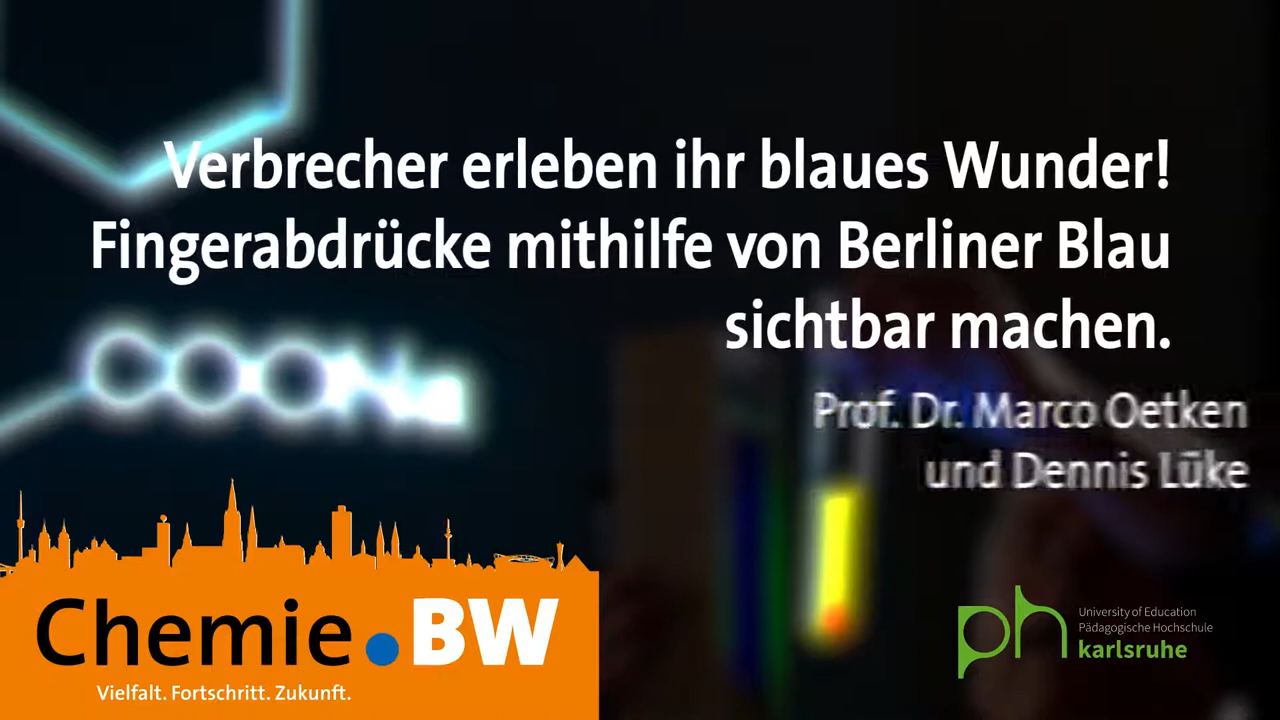 Verbrecher erleben ihr blaues Wunder!
Fingerabdrücke mithilfe von Berliner Blau
sichtbar machen.
COONa
Prof. Dr. Marco Oetken
und Dennis Lüke
Chemie.BW
Vielfalt. Fortschritt. Zukunft.
ph
University of Education
Pädagogische Hochschule
karlsruhe